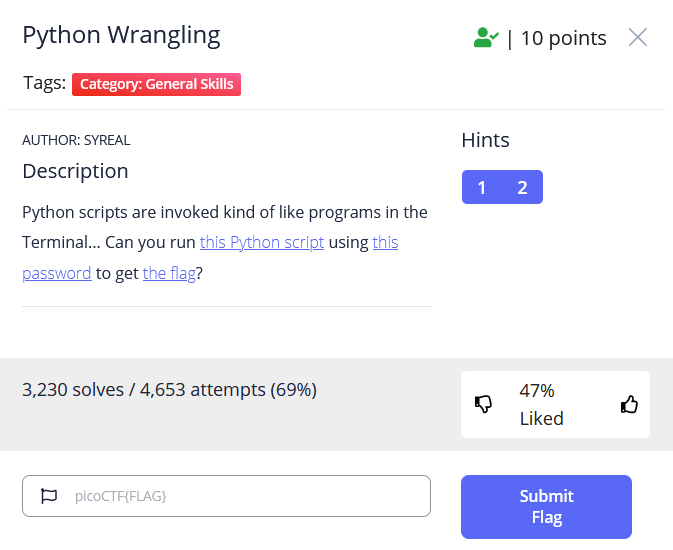 Python Wrangling
| 10 points
Tags: Category: General Skills
AUTHOR: SYREAL
Description
Python scripts are invoked kind of like programs in the
Terminal... Can you run this Python script using this
password to get the flag?
Hints
1 2
3,230 solves / 4,653 attempts (69%)
47%
Liked
picoCTF{FLAG}
Submit
Flag